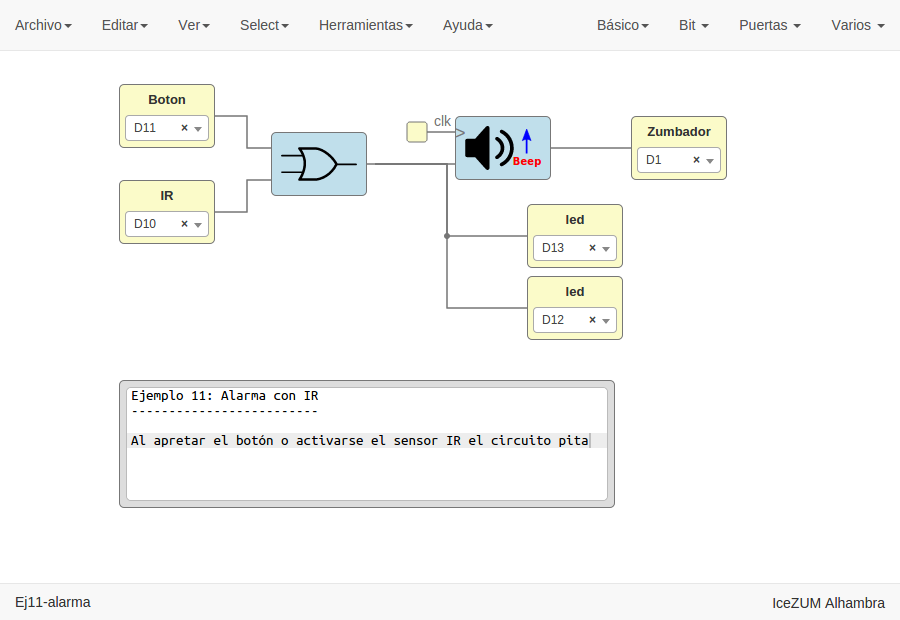 Archivo Editar Ver Select Herramientas Ayuda Básico Bit Puertas Varios
Boton
D11 ×
IR
D10 ×
clk
Beep
Zumbador
D1 ×
led
D13 ×
led
D12 ×
Ejemplo 11: Alarma con IR
-------------------------
Al apretar el botón o activarse el sensor IR el circuito pita
Ej11-alarma IceZUM Alhambra